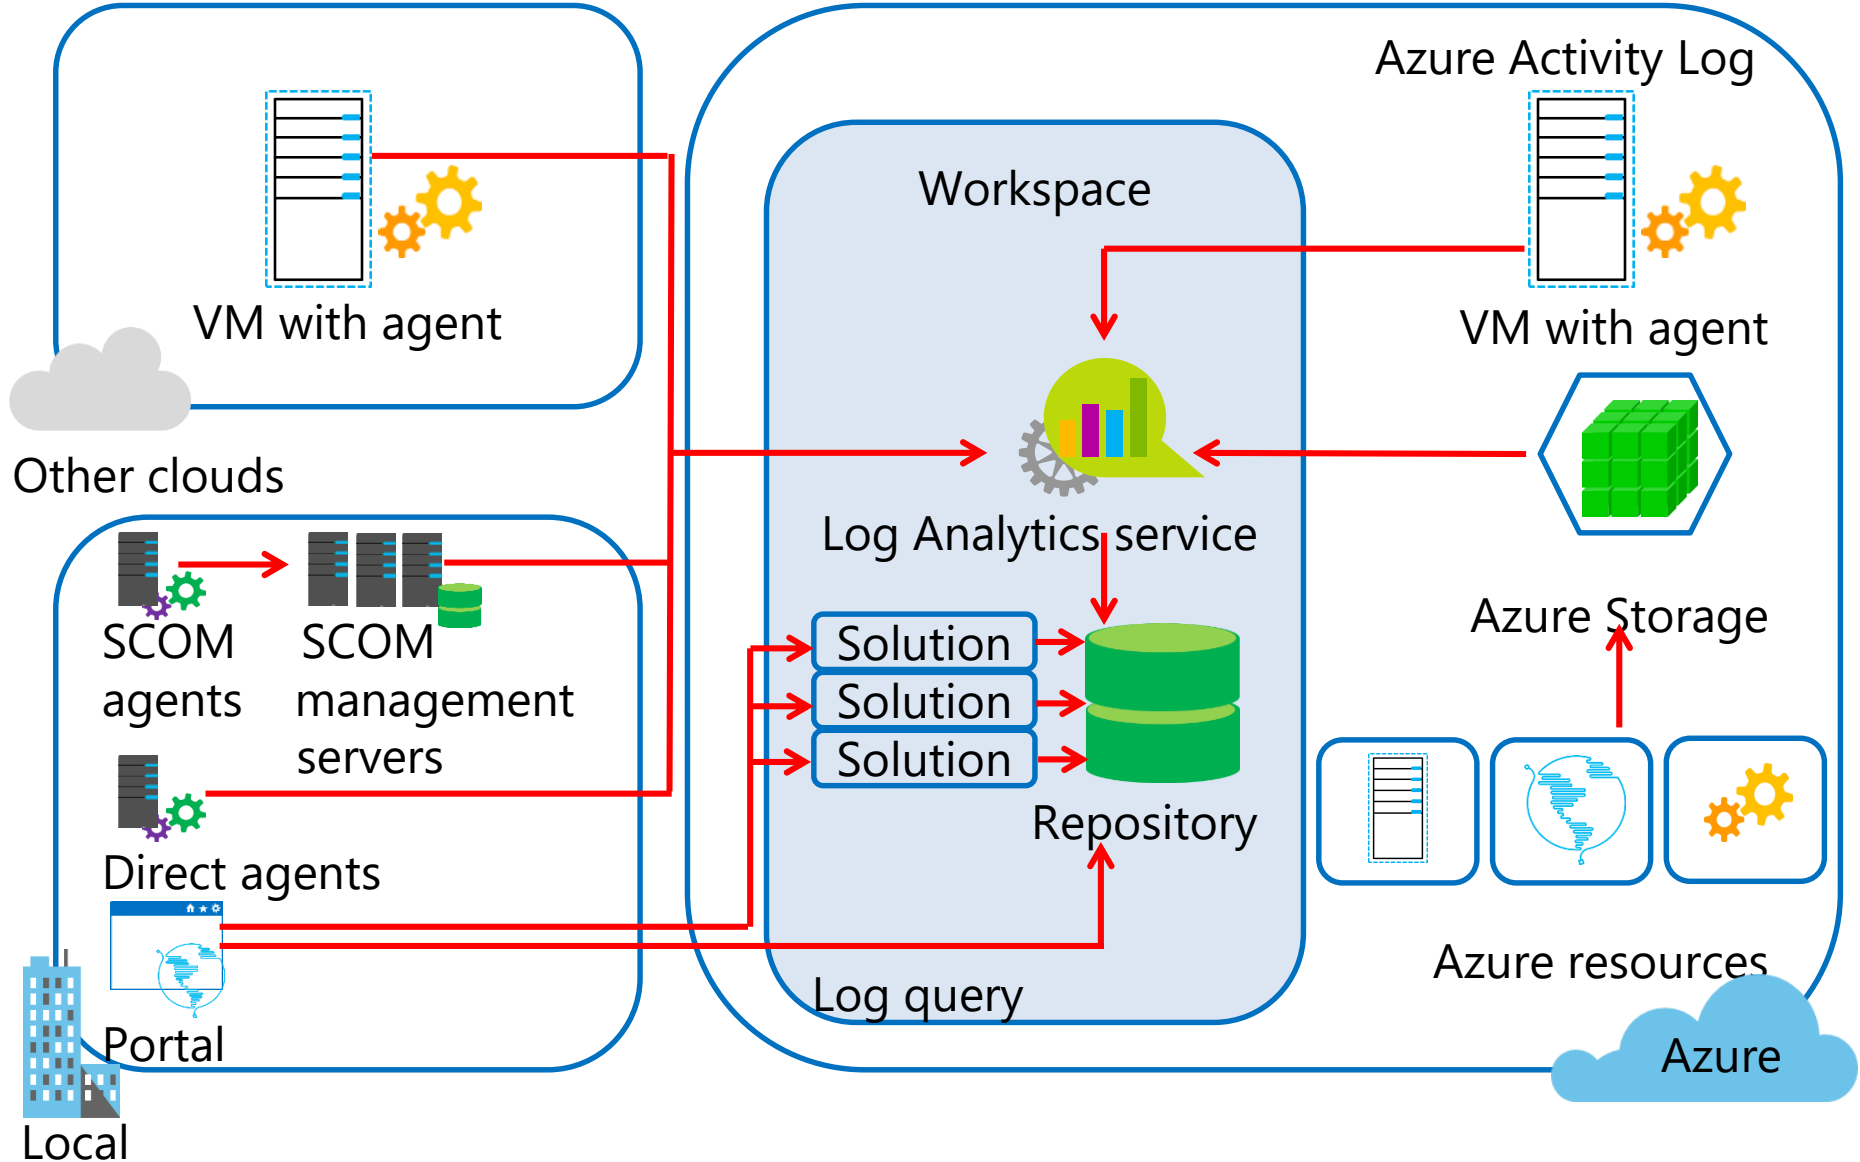 VM with agent
Other clouds
SCOM
agents
SCOM
management
servers
Direct agents
Portal
Local
Workspace
Log Analytics service
Solution
Solution
Solution
Repository
Log query
Azure Activity Log
VM with agent
Azure Storage
Azure resources
Azure